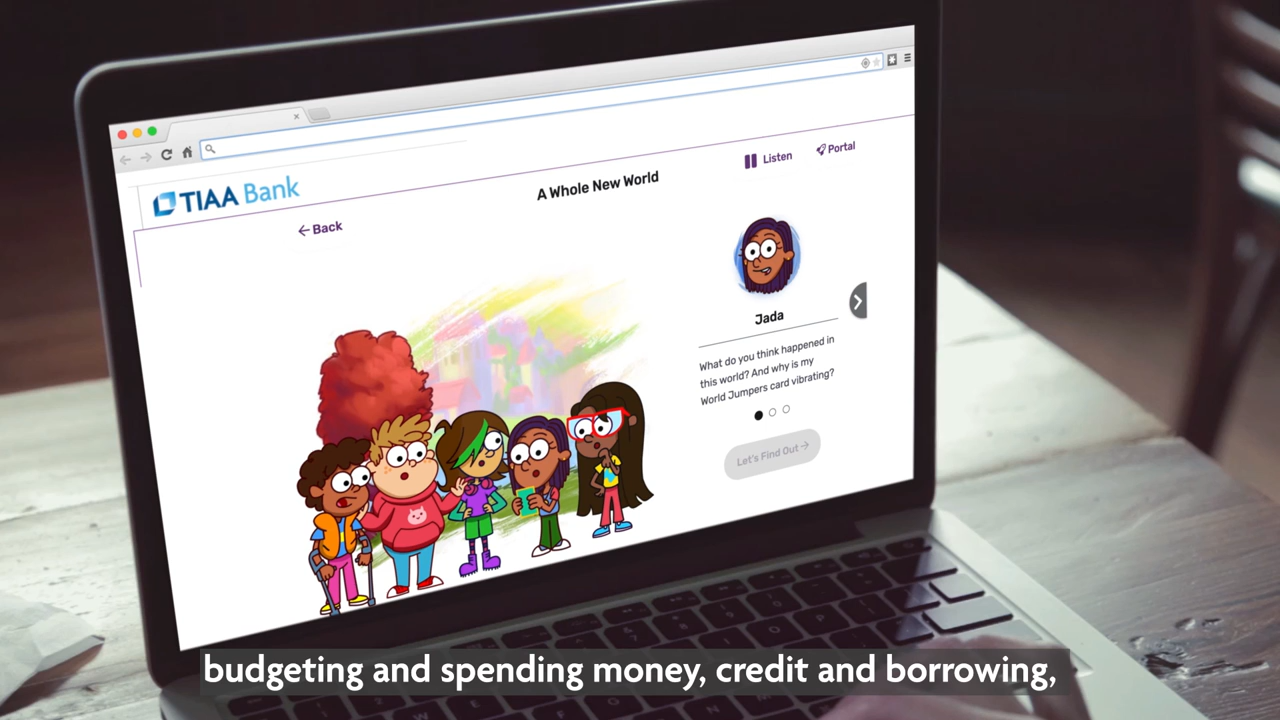 TIAA Bank
A Whole New World
Listen
Portal
Back
Jada
What do you think happened in
this world? And why is my
World Jumpers card vibrating?
Let's Find Out
budgeting and spending money, credit and borrowing,